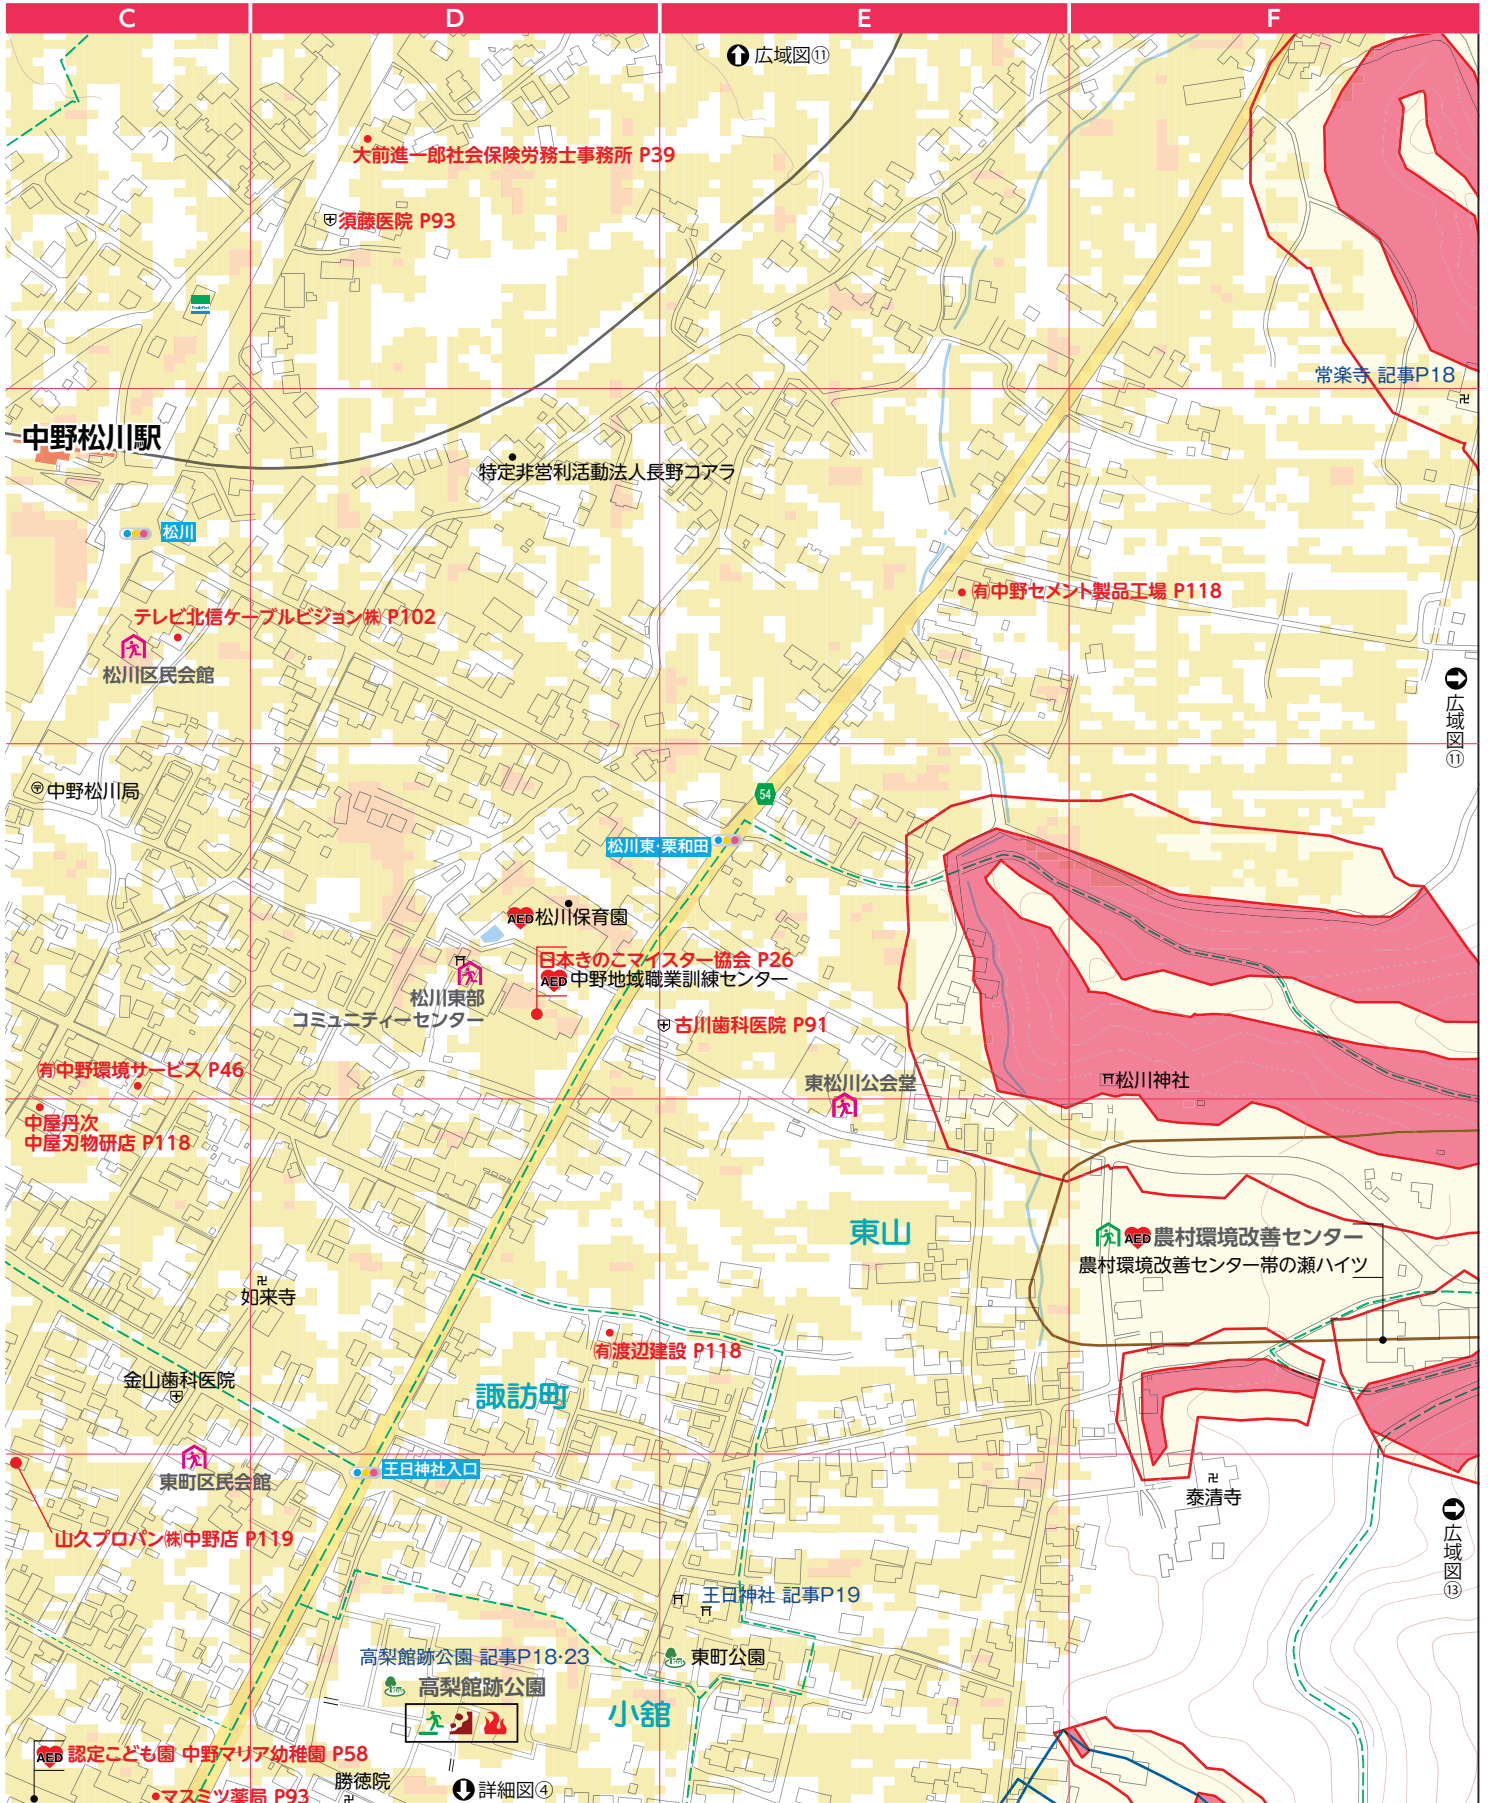 C
D
E
F
広域図⑪
大前進一郎社会保険労務士事務所 P39
須藤医院 P93
FamilyMart
常楽寺 記事P18
中野松川駅
特定非営利活動法人長野コアラ
松川
㈲中野セメント製品工場 P118
テレビ北信ケーブルビジョン㈱ P102
松川区民会館
広域図⑪
中野松川局
54
松川東・栗和田
AED 松川保育園
日本きのこマイスター協会 P26
AED 中野地域職業訓練センター
松川東部
コミュニティーセンター
古川歯科医院 P91
㈲中野環境サービス P46
東松川公会堂
松川神社
中屋丹次
中屋刃物研店 P118
東山
AED 農村環境改善センター
農村環境改善センター帯の瀬ハイツ
如来寺
㈲渡辺建設 P118
金山歯科医院
諏訪町
王日神社入口
東町区民会館
泰清寺
山久プロパン㈱中野店 P119
広域図⑬
王日神社 記事P19
高梨館跡公園 記事P18・23
東町公園
高梨館跡公園
小舘
AED 認定こども園 中野マリア幼稚園 P58
勝徳院
詳細図④
マスミツ薬局 P93